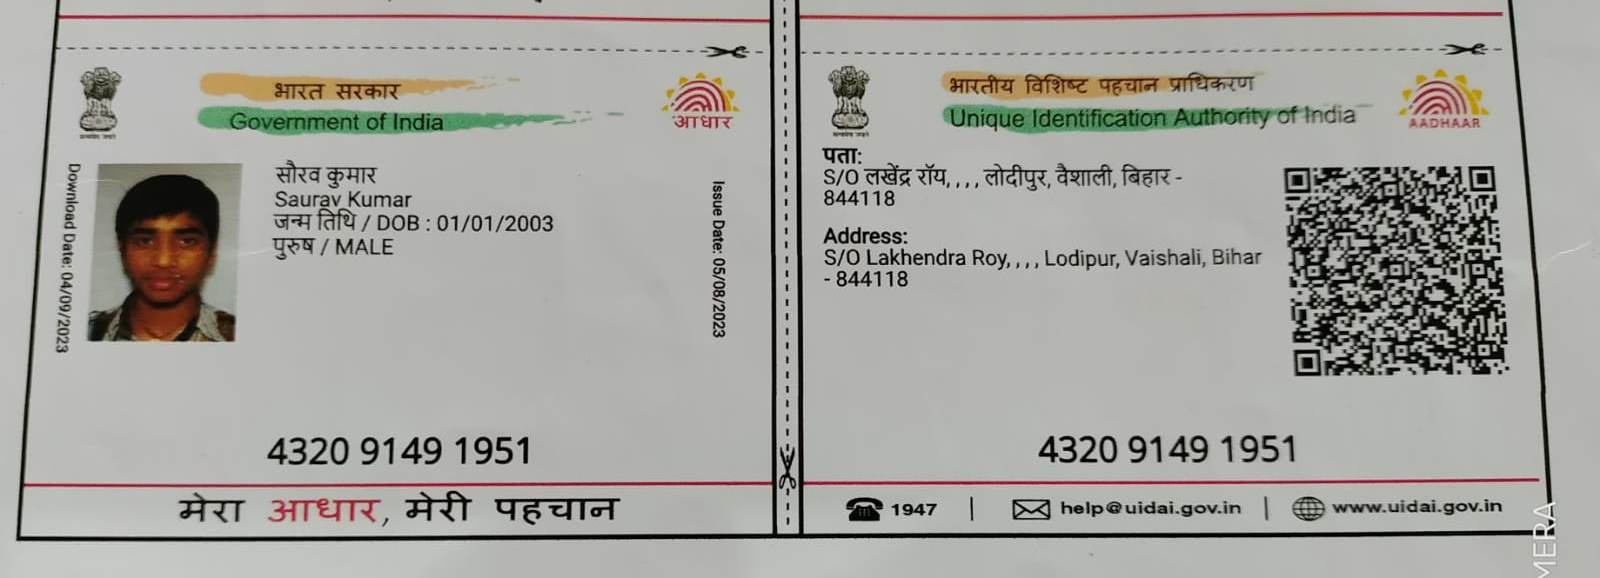 भारत सरकार
Government of India
आधार
Download Date: 04/09/2023
सौरव कुमार
Saurav Kumar
जन्म तिथि / DOB : 01/01/2003
पुरुष / MALE
Issue Date: 05/08/2023
4320 9149 1951
मेरा आधार, मेरी पहचान
भारतीय विशिष्ट पहचान प्राधिकरण
Unique Identification Authority of India
AADHAAR
पता:
S/O लखेंद्र रॉय, , , , लोदीपुर, वैशाली, बिहार -
844118
Address:
S/O Lakhendra Roy, , , , Lodipur, Vaishali, Bihar
- 844118
4320 9149 1951
1947 | help@uidai.gov.in | www.uidai.gov.in